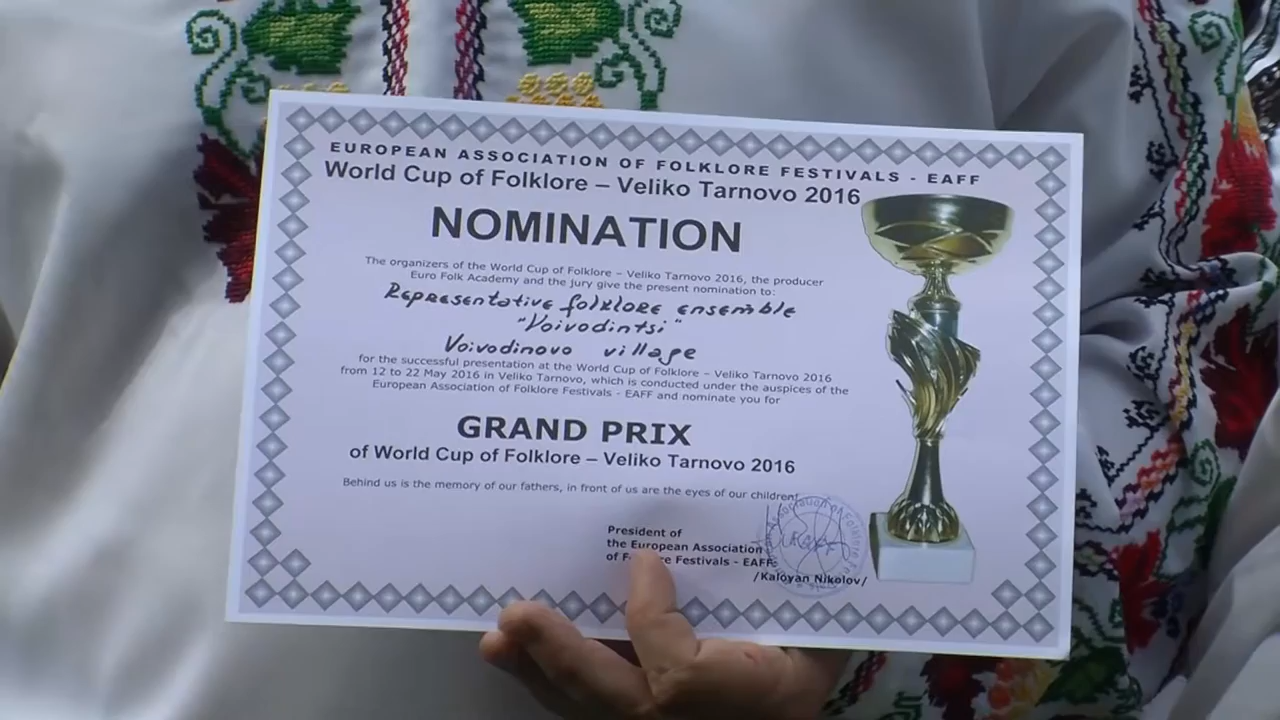 EUROPEAN ASSOCIATION OF FOLKLORE FESTIVALS - EAFF
World Cup of Folklore – Veliko Tarnovo 2016
NOMINATION
The organizers of the World Cup of Folklore – Veliko Tarnovo 2016, the producer
Euro Folk Academy and the jury give the present nomination to:
Representative folklore ensemble
"Voivodintsi"
Voivodinovo village
for the successful presentation at the World Cup of Folklore – Veliko Tarnovo 2016
from 12 to 22 May 2016 in Veliko Tarnovo, which is conducted under the auspices of the
European Association of Folklore Festivals - EAFF and nominate you for
GRAND PRIX
of World Cup of Folklore – Veliko Tarnovo 2016
Behind us is the memory of our fathers, in front of us are the eyes of our children!
President of
the European Association
of Festivals - EAFF
/Kaloyan Nikolov/